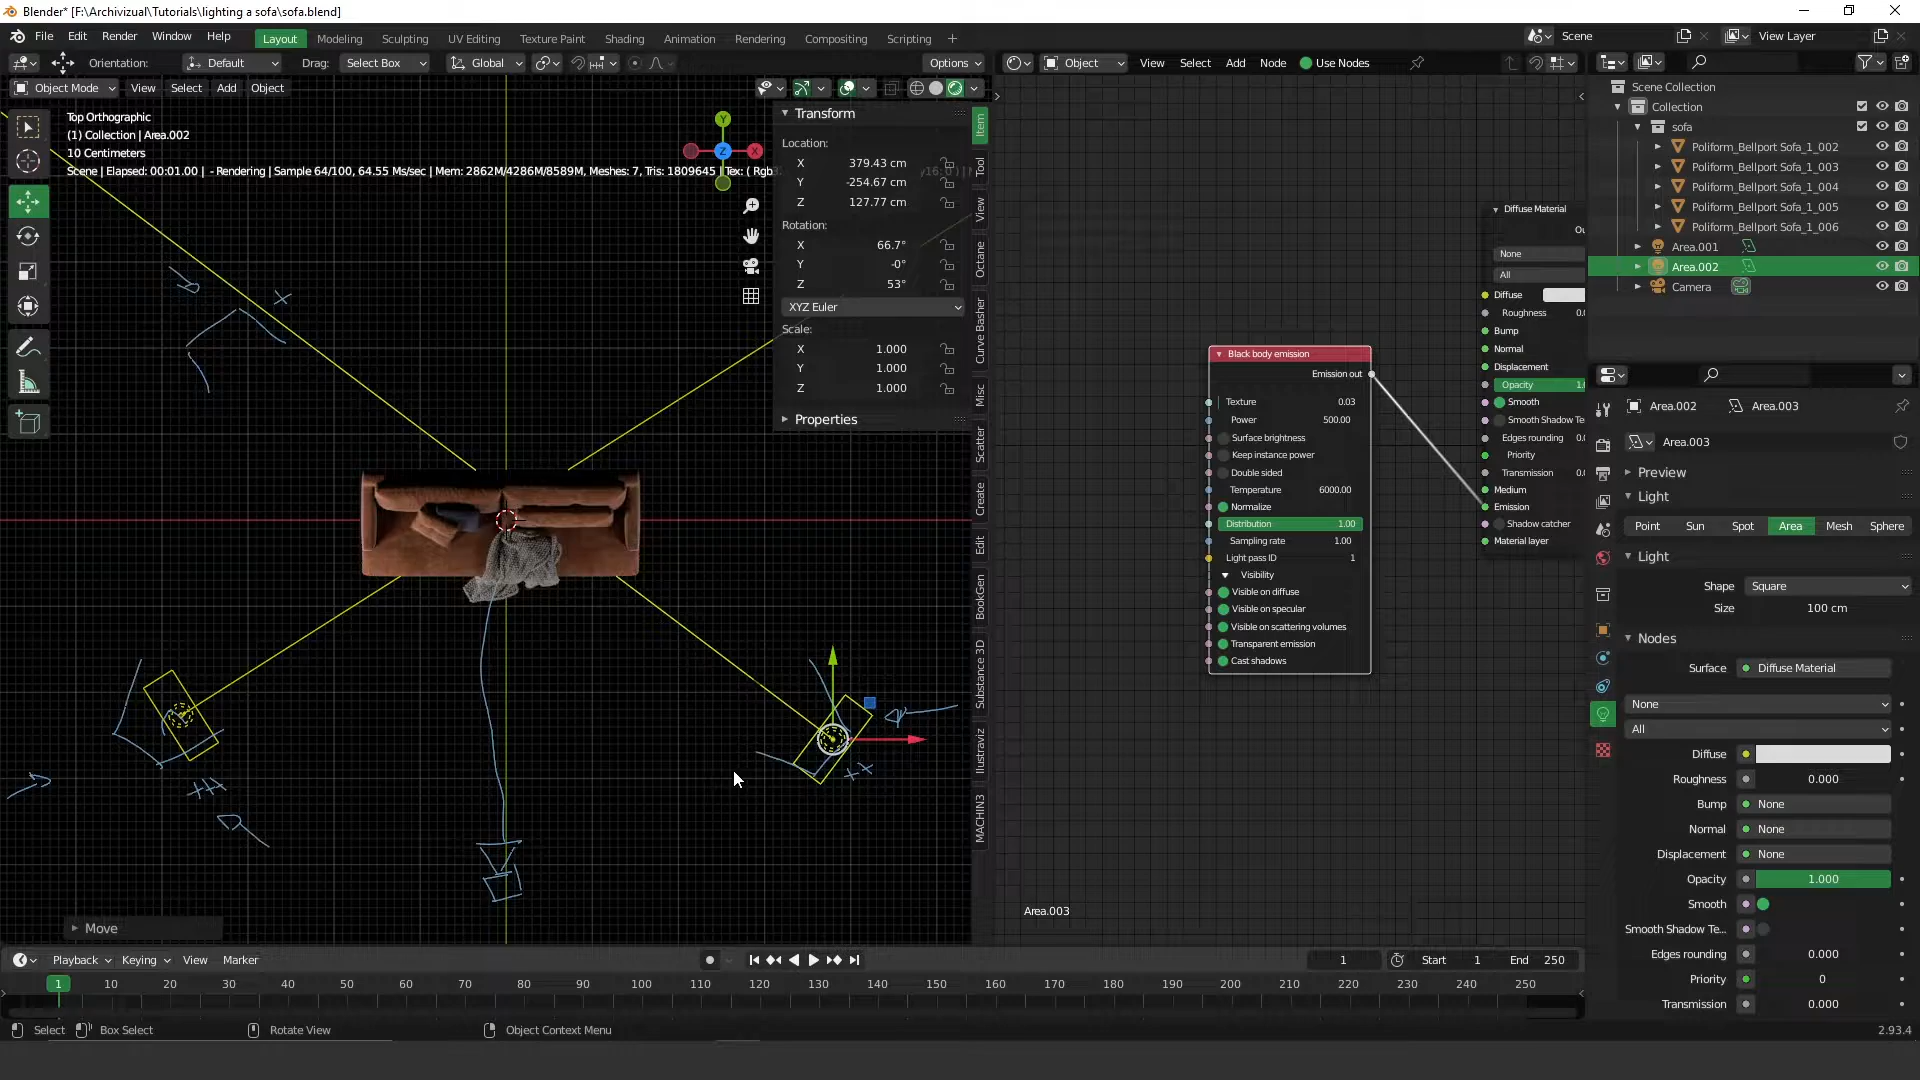 Blender* [F:\Archivizual\Tutorials\lighting a sofa\sofa.blend]
File Edit Render Window Help Layout Modeling Sculpting UV Editing Texture Paint Shading Animation Rendering Compositing Scripting + Scene View Layer
Orientation: Default Drag: Select Box Global Options Object View Select Add Node Use Nodes
Object Mode View Select Add Object
Top Orthographic
(1) Collection | Area.002
10 Centimeters
Scene | Elapsed: 00:01.00 | - Rendering | Sample 64/100, 64.55 Ms/sec | Mem: 2862M/4286M/8589M, Meshes: 7, Tris: 1809645 | Tex: ( Rgb
Y
X
Z
Transform
Location:
X 379.43 cm
Y -254.67 cm
Z 127.77 cm
Rotation:
X 66.7°
Y -0°
Z 53°
XYZ Euler
Scale:
X 1.000
Y 1.000
Z 1.000
Properties
Item
Tool
View
Octane
Curve Basher
Misc
Scatter
Create
Edit
BookGen
Substance 3D
Illustraviz
MACHIN3
Move
Black body emission
Emission out
Texture 0.03
Power 500.00
Surface brightness
Keep instance power
Double sided
Temperature 6000.00
Normalize
Distribution 1.00
Sampling rate 1.00
Light pass ID 1
Visibility
Visible on diffuse
Visible on specular
Visible on scattering volumes
Transparent emission
Cast shadows
Diffuse Material
None
All
Diffuse
Roughness
Bump
Normal
Displacement
Opacity
Smooth
Smooth Shadow Te
Edges rounding
Priority
Transmission
Medium
Emission
Shadow catcher
Material layer
Area.003
Scene Collection
Collection
sofa
Poliform_Bellport Sofa_1_002
Poliform_Bellport Sofa_1_003
Poliform_Bellport Sofa_1_004
Poliform_Bellport Sofa_1_005
Poliform_Bellport Sofa_1_006
Area.001
Area.002
Camera
Area.002 Area.003
Area.003
Preview
Light
Point Sun Spot Area Mesh Sphere
Light
Shape Square
Size 100 cm
Nodes
Surface Diffuse Material
None
All
Diffuse
Roughness 0.000
Bump None
Normal None
Displacement None
Opacity 1.000
Smooth
Smooth Shadow Te...
Edges rounding 0.000
Priority 0
Transmission 0.000
Playback Keying View Marker 1 Start 1 End 250
1 10 20 30 40 50 60 70 80 90 100 110 120 130 140 150 160 170 180 190 200 210 220 230 240 250
Select Box Select Rotate View Object Context Menu 2.93.4